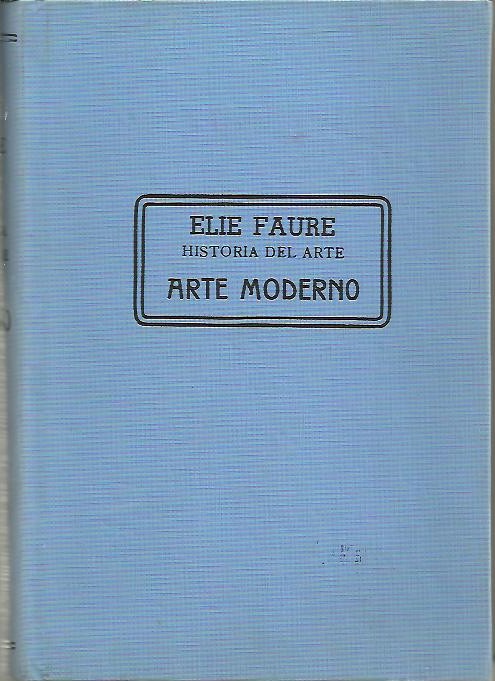 ELIE FAURE
HISTORIA DEL ARTE
ARTE MODERNO